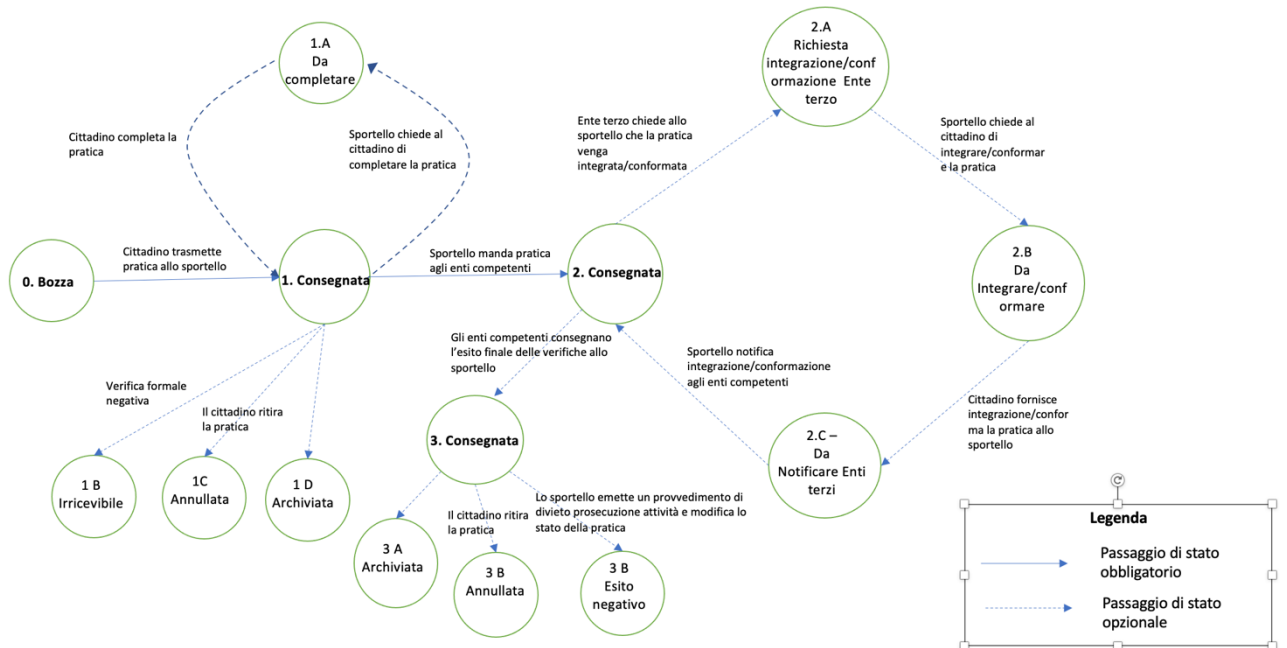 1.A
Da
completare
2.A
Richiesta
integrazione/conf
ormazione Ente
terzo
Cittadino completa la
pratica
Sportello chiede al
cittadino di
completare la pratica
Ente terzo chiede allo
sportello che la pratica
venga
integrata/conformata
Sportello chiede al
cittadino di
integrare/conformar
e la pratica
0. Bozza
Cittadino trasmette
pratica allo sportello
1. Consegnata
Sportello manda pratica
agli enti competenti
2. Consegnata
2.B
Da
Integrare/conf
ormare
Gli enti competenti consegnano
l'esito finale delle verifiche allo
sportello
Sportello notifica
integrazione/conformazione
agli enti competenti
Verifica formale
negativa
Il cittadino ritira
la pratica
Cittadino fornisce
integrazione/confor
ma la pratica allo
sportello
3. Consegnata
2.C –
Da
Notificare Enti
terzi
1 B
Irricevibile
1C
Annullata
1 D
Archiviata
Il cittadino ritira
la pratica
Lo sportello emette un provvedimento di
divieto prosecuzione attività e modifica lo
stato della pratica
3 A
Archiviata
3 B
Annullata
3 B
Esito
negativo
Legenda
Passaggio di stato
obbligatorio
Passaggio di stato
opzionale